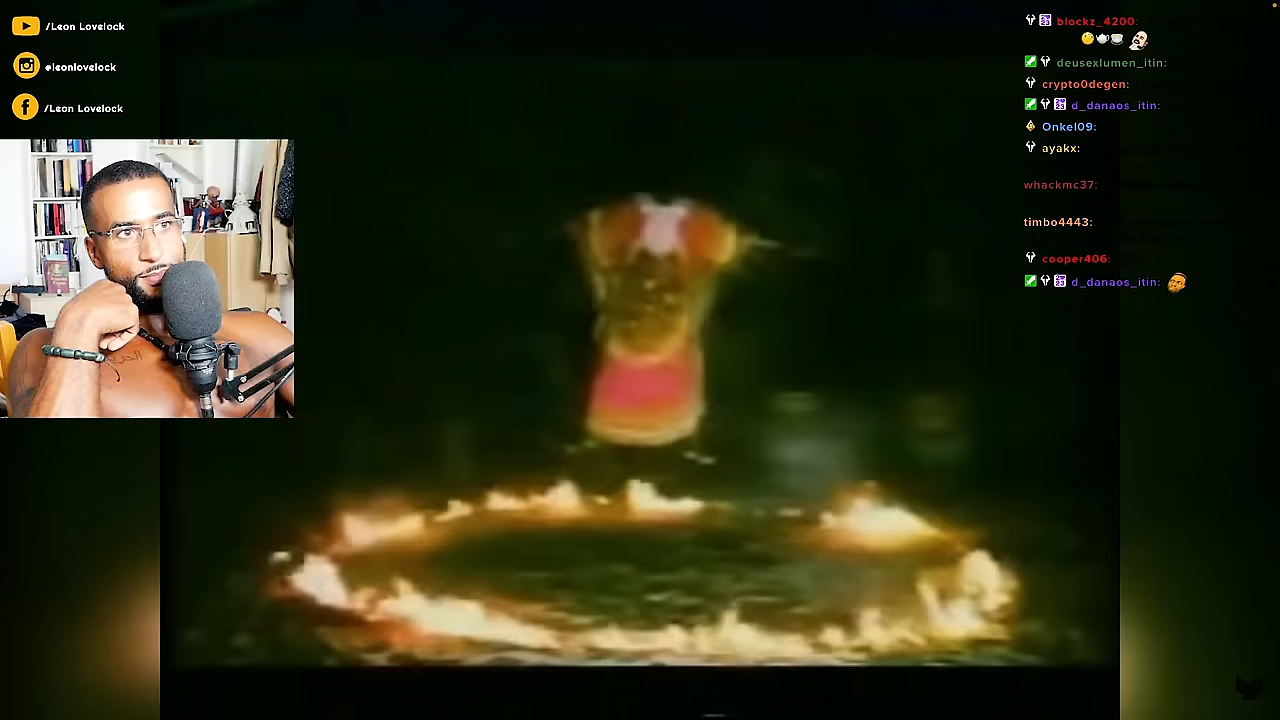 /Leon Lovelock
@leonlovelock
/Leon Lovelock
blockz_4200:
deusexlumen_itin:
crypto0degen:
d_danaos_itin:
Onkel09:
ayakx:
whackmc37:
timbo4443:
cooper406:
d_danaos_itin: